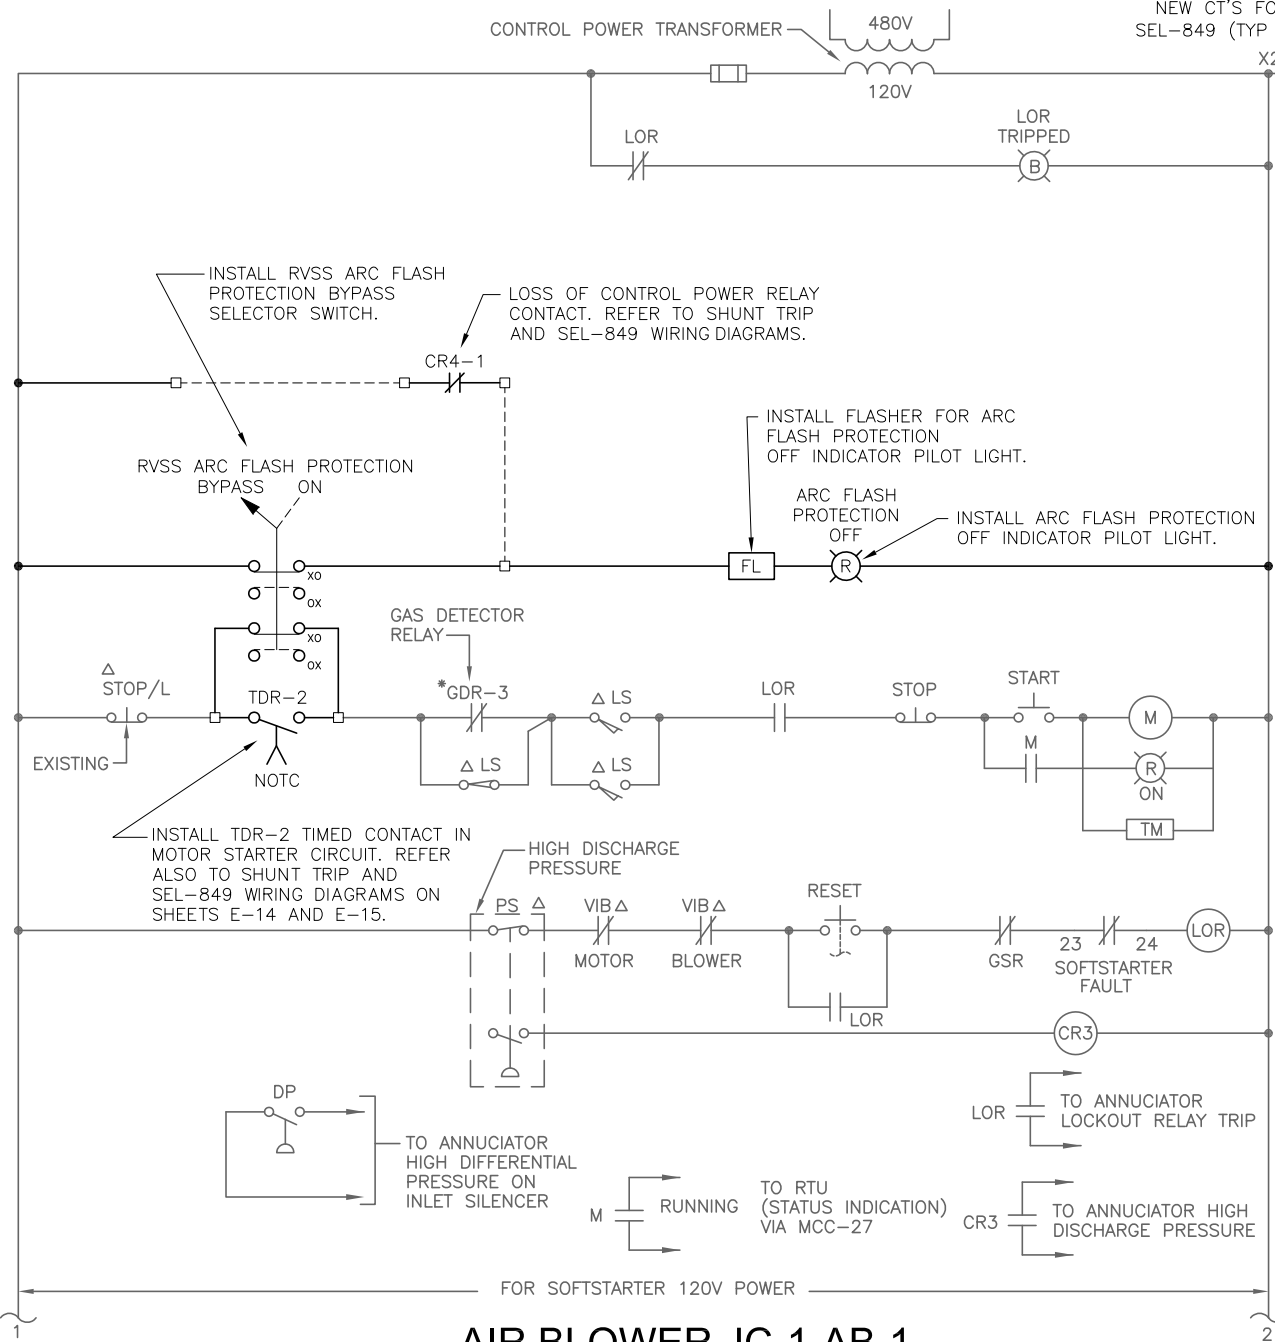 480V
NEW CT'S FO
CONTROL POWER TRANSFORMER
SEL-849 (TYP
X2
120V
LOR
LOR
TRIPPED
B
INSTALL RVSS ARC FLASH
PROTECTION BYPASS
SELECTOR SWITCH.
LOSS OF CONTROL POWER RELAY
CONTACT. REFER TO SHUNT TRIP
AND SEL-849 WIRING DIAGRAMS.
CR4-1
INSTALL FLASHER FOR ARC
FLASH PROTECTION
OFF INDICATOR PILOT LIGHT.
RVSS ARC FLASH PROTECTION
BYPASS ON
ARC FLASH
PROTECTION
OFF
INSTALL ARC FLASH PROTECTION
OFF INDICATOR PILOT LIGHT.
FL
R
XO
OX
XO
OX
GAS DETECTOR
RELAY
Δ
STOP/L
TDR-2
*GDR-3
Δ LS
LOR
STOP
START
M
EXISTING
NOTC
Δ LS
Δ LS
M
R
ON
TM
INSTALL TDR-2 TIMED CONTACT IN
MOTOR STARTER CIRCUIT. REFER
ALSO TO SHUNT TRIP AND
SEL-849 WIRING DIAGRAMS ON
SHEETS E-14 AND E-15.
HIGH DISCHARGE
PRESSURE
PS Δ
VIB Δ
VIB Δ
RESET
MOTOR
BLOWER
GSR
23
24
LOR
SOFTSTARTER
FAULT
LOR
CR3
DP
TO ANNUCIATOR
HIGH DIFFERENTIAL
PRESSURE ON
INLET SILENCER
LOR
TO ANNUCIATOR
LOCKOUT RELAY TRIP
M
RUNNING
TO RTU
(STATUS INDICATION)
VIA MCC-27
CR3
TO ANNUCIATOR HIGH
DISCHARGE PRESSURE
FOR SOFTSTARTER 120V POWER
1
2
AIR BLOWER IC-1-AB-1